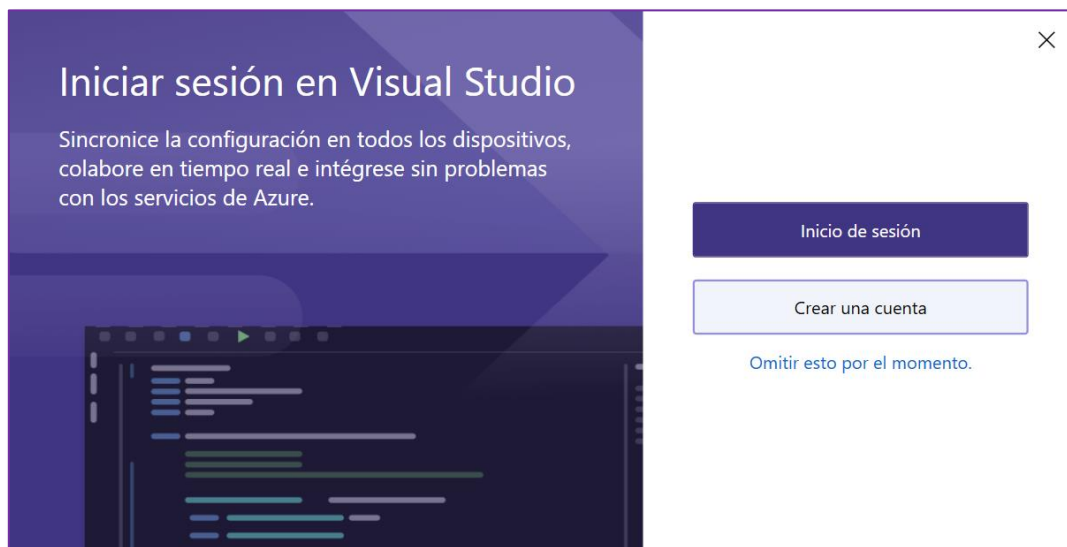 Iniciar sesión en Visual Studio
Sincronice la configuración en todos los dispositivos,
colabore en tiempo real e intégrese sin problemas
con los servicios de Azure.
Inicio de sesión
Crear una cuenta
Omitir esto por el momento.